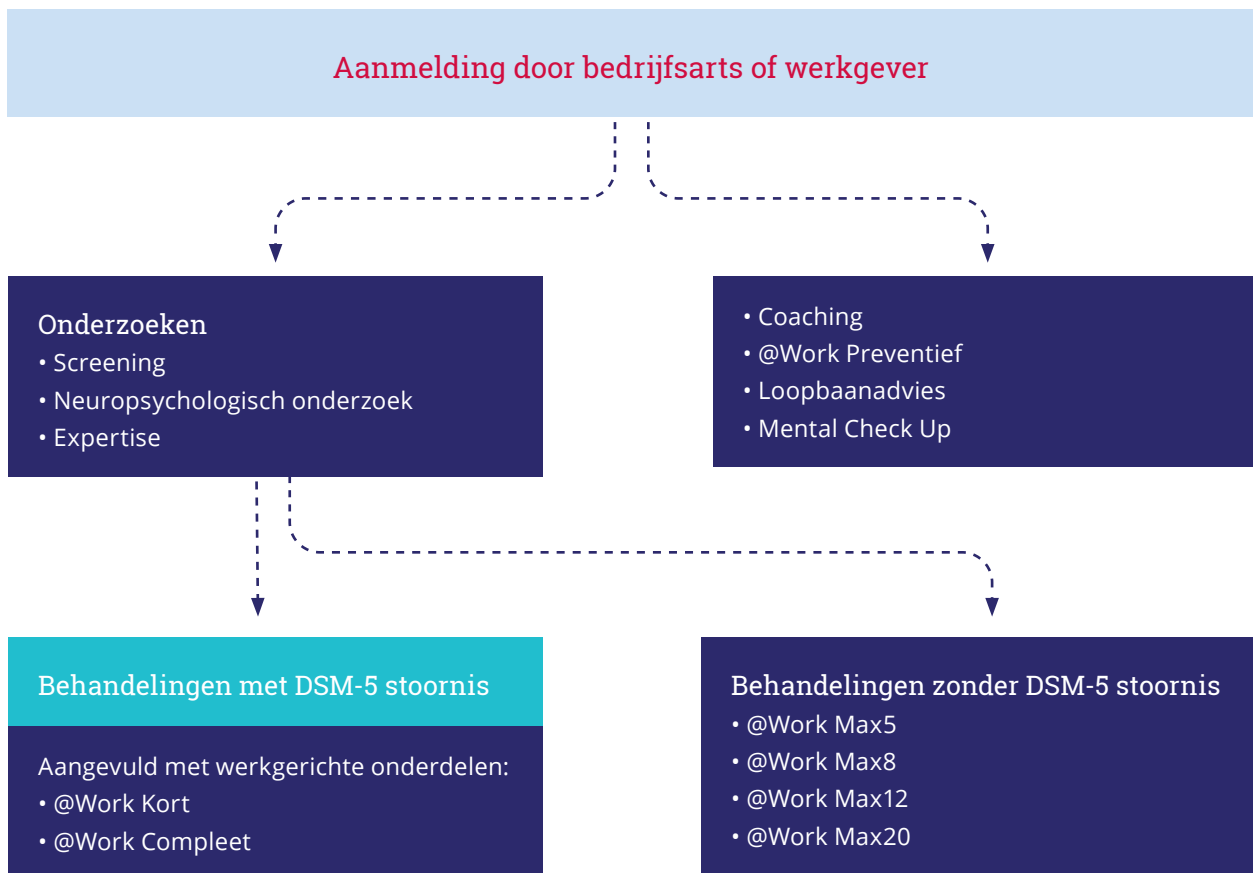 Aanmelding door bedrijfsarts of werkgever
Onderzoeken
• Screening
• Neuropsychologisch onderzoek
• Expertise
• Coaching
• @Work Preventief
• Loopbaanadvies
• Mental Check Up
Behandelingen met DSM-5 stoornis
Aangevuld met werkgerichte onderdelen:
• @Work Kort
• @Work Compleet
Behandelingen zonder DSM-5 stoornis
• @Work Max5
• @Work Max8
• @Work Max12
• @Work Max20